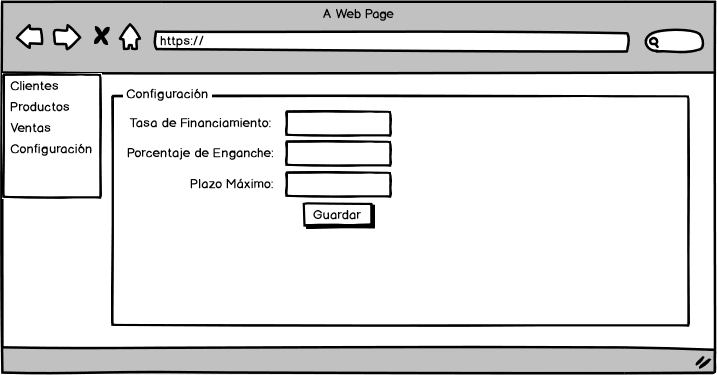 A Web Page
https://
Clientes
Productos
Ventas
Configuración
Configuración
Tasa de Financiamiento:
Porcentaje de Enganche:
Plazo Máximo:
Guardar